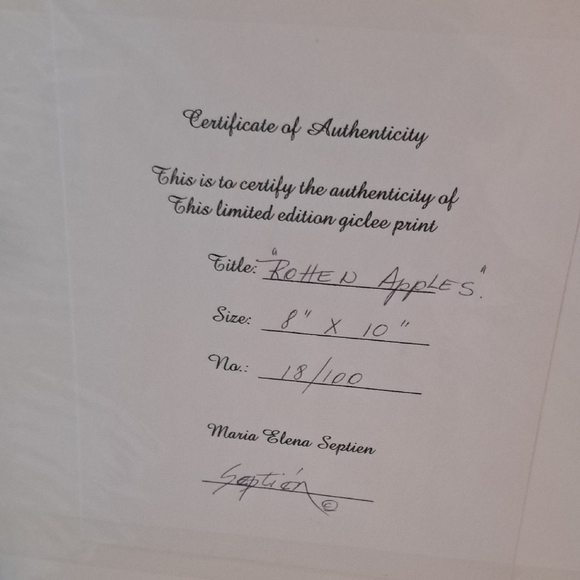 Certificate of Authenticity
This is to certify the authenticity of
This limited edition giclee print
Title: "Rotten Apples".
Size: 8" X 10"
No.: 18/100
Maria Elena Septien
Septién ©